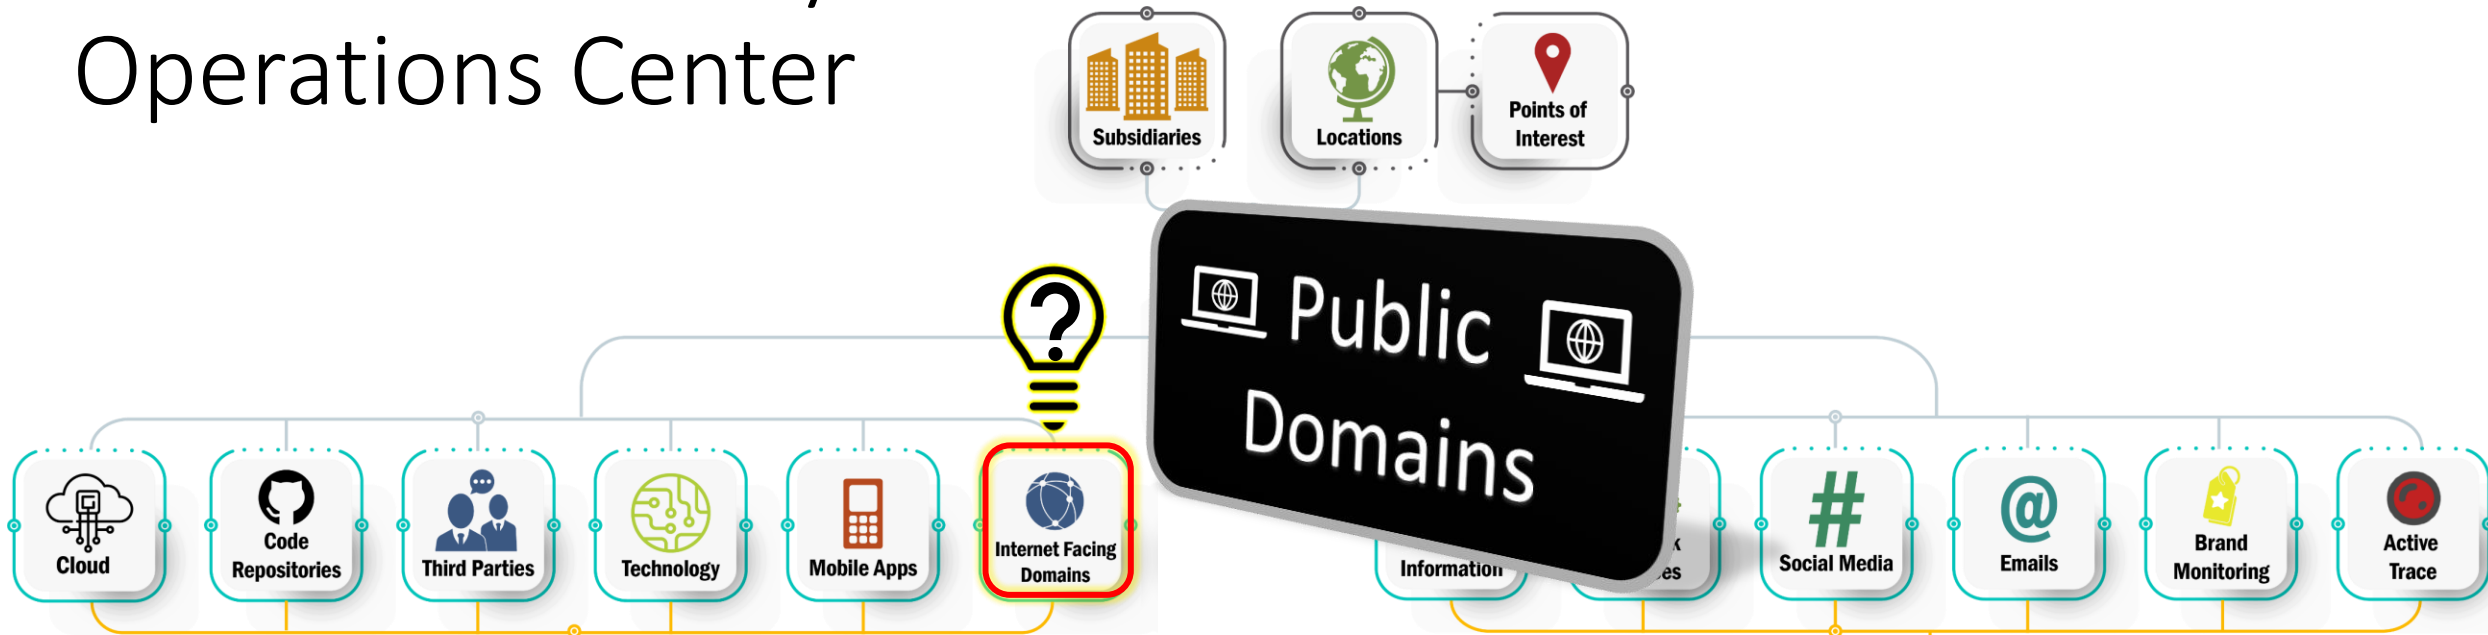 Operations Center
Subsidiaries
Locations
Points of
Interest
?
Public
Domains
Cloud
Code
Repositories
Third Parties
Technology
Mobile Apps
Internet Facing
Domains
Information
#
Social Media
@
Emails
Brand
Monitoring
Active
Trace